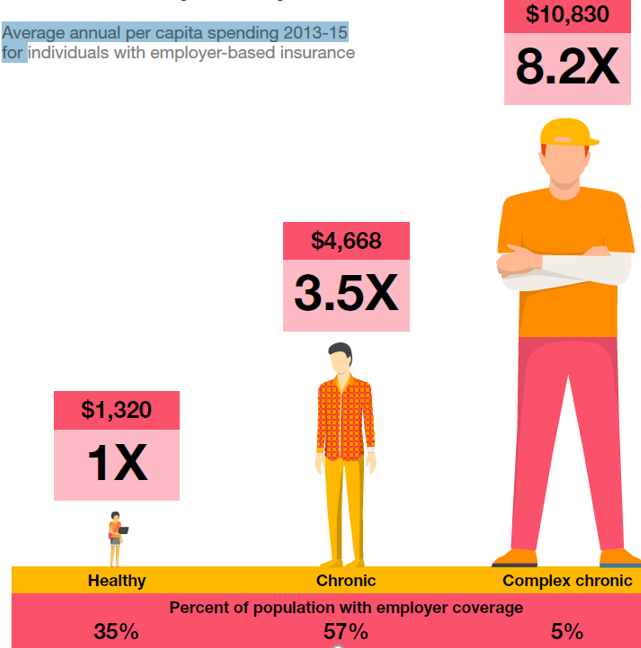 Average annual per capita spending 2013-15
for individuals with employer-based insurance
$10,830
8.2X
$4,668
3.5X
$1,320
1X
Healthy Chronic Complex chronic
Percent of population with employer coverage
35% 57% 5%